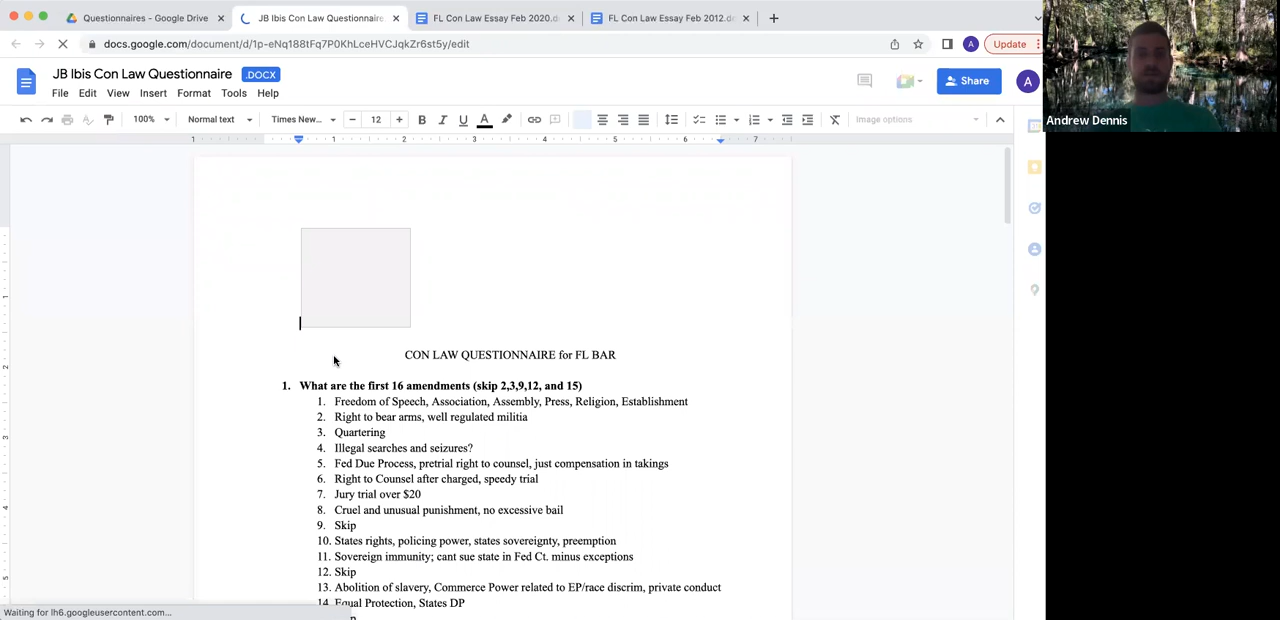 Questionnaires - Google Drive
JB Ibis Con Law Questionnaire
FL Con Law Essay Feb 2020.d
FL Con Law Essay Feb 2012.d
docs.google.com/document/d/1p-eNq188tFq7P0KhLceHVCJqkZr6st5y/edit
A
Update
JB Ibis Con Law Questionnaire
.DOCX
Share
A
File Edit View Insert Format Tools Help
100% Normal text Times New... 12 B I U A Image options
1 1 2 3 4 5 6 7
Andrew Dennis
CON LAW QUESTIONNAIRE for FL BAR
1. What are the first 16 amendments (skip 2,3,9,12, and 15)
1. Freedom of Speech, Association, Assembly, Press, Religion, Establishment
2. Right to bear arms, well regulated militia
3. Quartering
4. Illegal searches and seizures?
5. Fed Due Process, pretrial right to counsel, just compensation in takings
6. Right to Counsel after charged, speedy trial
7. Jury trial over $20
8. Cruel and unusual punishment, no excessive bail
9. Skip
10. States rights, policing power, states sovereignty, preemption
11. Sovereign immunity; cant sue state in Fed Ct. minus exceptions
12. Skip
13. Abolition of slavery, Commerce Power related to EP/race discrim, private conduct
14. Equal Protection, States DP
Waiting for lh6.googleusercontent.com...